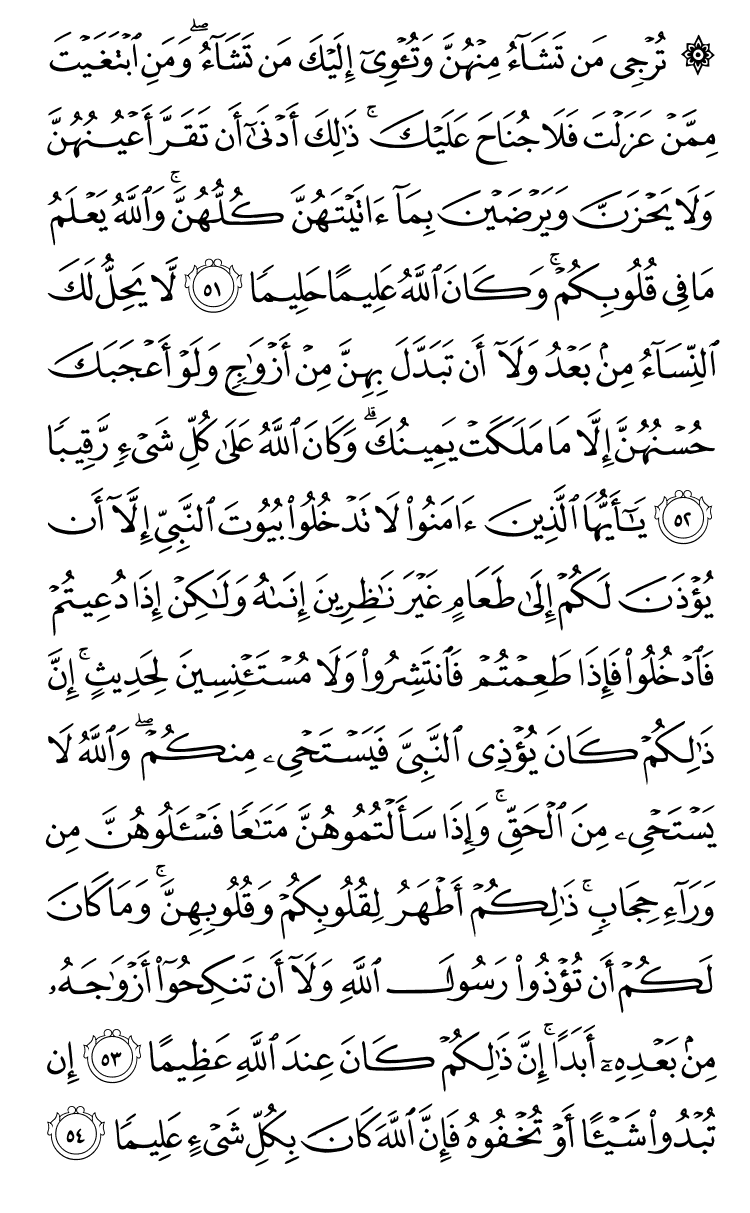 ۞ تُرْجِى مَن تَشَآءُ مِنْهُنَّ وَتُـْٔوِىٓ إِلَيْكَ مَن تَشَآءُ ۖ وَمَنِ ٱبْتَغَيْتَ
مِمَّنْ عَزَلْتَ فَلَا جُنَاحَ عَلَيْكَ ۚ ذَٰلِكَ أَدْنَىٰٓ أَن تَقَرَّ أَعْيُنُهُنَّ
وَلَا يَحْزَنَّ وَيَرْضَيْنَ بِمَآ ءَاتَيْتَهُنَّ كُلُّهُنَّ ۚ وَٱللَّهُ يَعْلَمُ
مَا فِى قُلُوبِكُمْ ۚ وَكَانَ ٱللَّهُ عَلِيمًا حَلِيمًا ٥١ لَّا يَحِلُّ لَكَ
ٱلنِّسَآءُ مِنۢ بَعْدُ وَلَآ أَن تَبَدَّلَ بِهِنَّ مِنْ أَزْوَٰجٍ وَلَوْ أَعْجَبَكَ
حُسْنُهُنَّ إِلَّا مَا مَلَكَتْ يَمِينُكَ ۗ وَكَانَ ٱللَّهُ عَلَىٰ كُلِّ شَىْءٍ رَّقِيبًا
٥٢ يَـٰٓأَيُّهَا ٱلَّذِينَ ءَامَنُوا۟ لَا تَدْخُلُوا۟ بُيُوتَ ٱلنَّبِىِّ إِلَّآ أَن
يُؤْذَنَ لَكُمْ إِلَىٰ طَعَامٍ غَيْرَ نَـٰظِرِينَ إِنَىٰهُ وَلَـٰكِنْ إِذَا دُعِيتُمْ
فَٱدْخُلُوا۟ فَإِذَا طَعِمْتُمْ فَٱنتَشِرُوا۟ وَلَا مُسْتَـْٔنِسِينَ لِحَدِيثٍ ۚ إِنَّ
ذَٰلِكُمْ كَانَ يُؤْذِى ٱلنَّبِىَّ فَيَسْتَحْىِۦ مِنكُمْ ۖ وَٱللَّهُ لَا
يَسْتَحْىِۦ مِنَ ٱلْحَقِّ ۚ وَإِذَا سَأَلْتُمُوهُنَّ مَتَـٰعًا فَسْـَٔلُوهُنَّ مِن
وَرَآءِ حِجَابٍ ۚ ذَٰلِكُمْ أَطْهَرُ لِقُلُوبِكُمْ وَقُلُوبِهِنَّ ۚ وَمَا كَانَ
لَكُمْ أَن تُؤْذُوا۟ رَسُولَ ٱللَّهِ وَلَآ أَن تَنكِحُوٓا۟ أَزْوَٰجَهُۥ
مِنۢ بَعْدِهِۦٓ أَبَدًا ۚ إِنَّ ذَٰلِكُمْ كَانَ عِندَ ٱللَّهِ عَظِيمًا ٥٣ إِن
تُبْدُوا۟ شَيْـًٔا أَوْ تُخْفُوهُ فَإِنَّ ٱللَّهَ كَانَ بِكُلِّ شَىْءٍ عَلِيمًا ٥٤